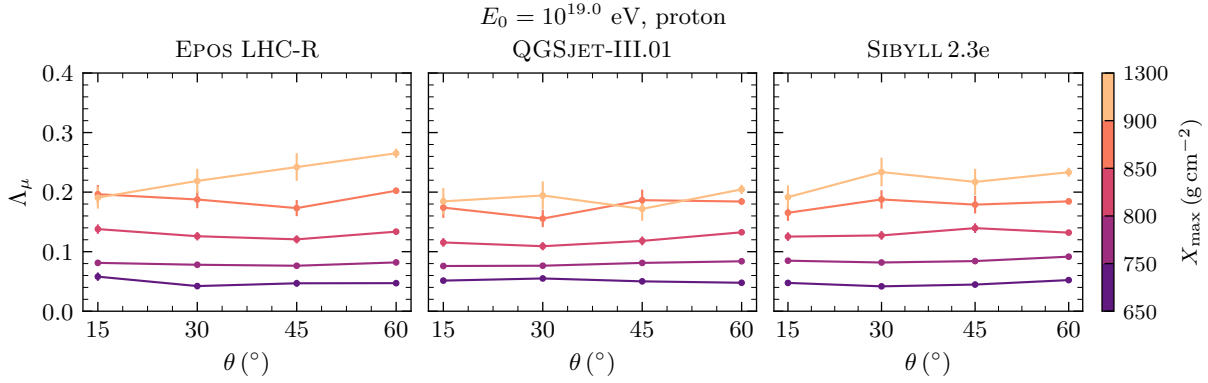 E₀ = 10¹⁹·⁰ eV, proton
EPOS LHC-R QGSJET-III.01 SIBYLL 2.3e
0.4
0.3
0.2
0.1
0.0
Λμ
15 30 45 60 15 30 45 60 15 30 45 60
θ (°) θ (°) θ (°)
1300
900
850
800
750
650
Xmax (g cm⁻²)